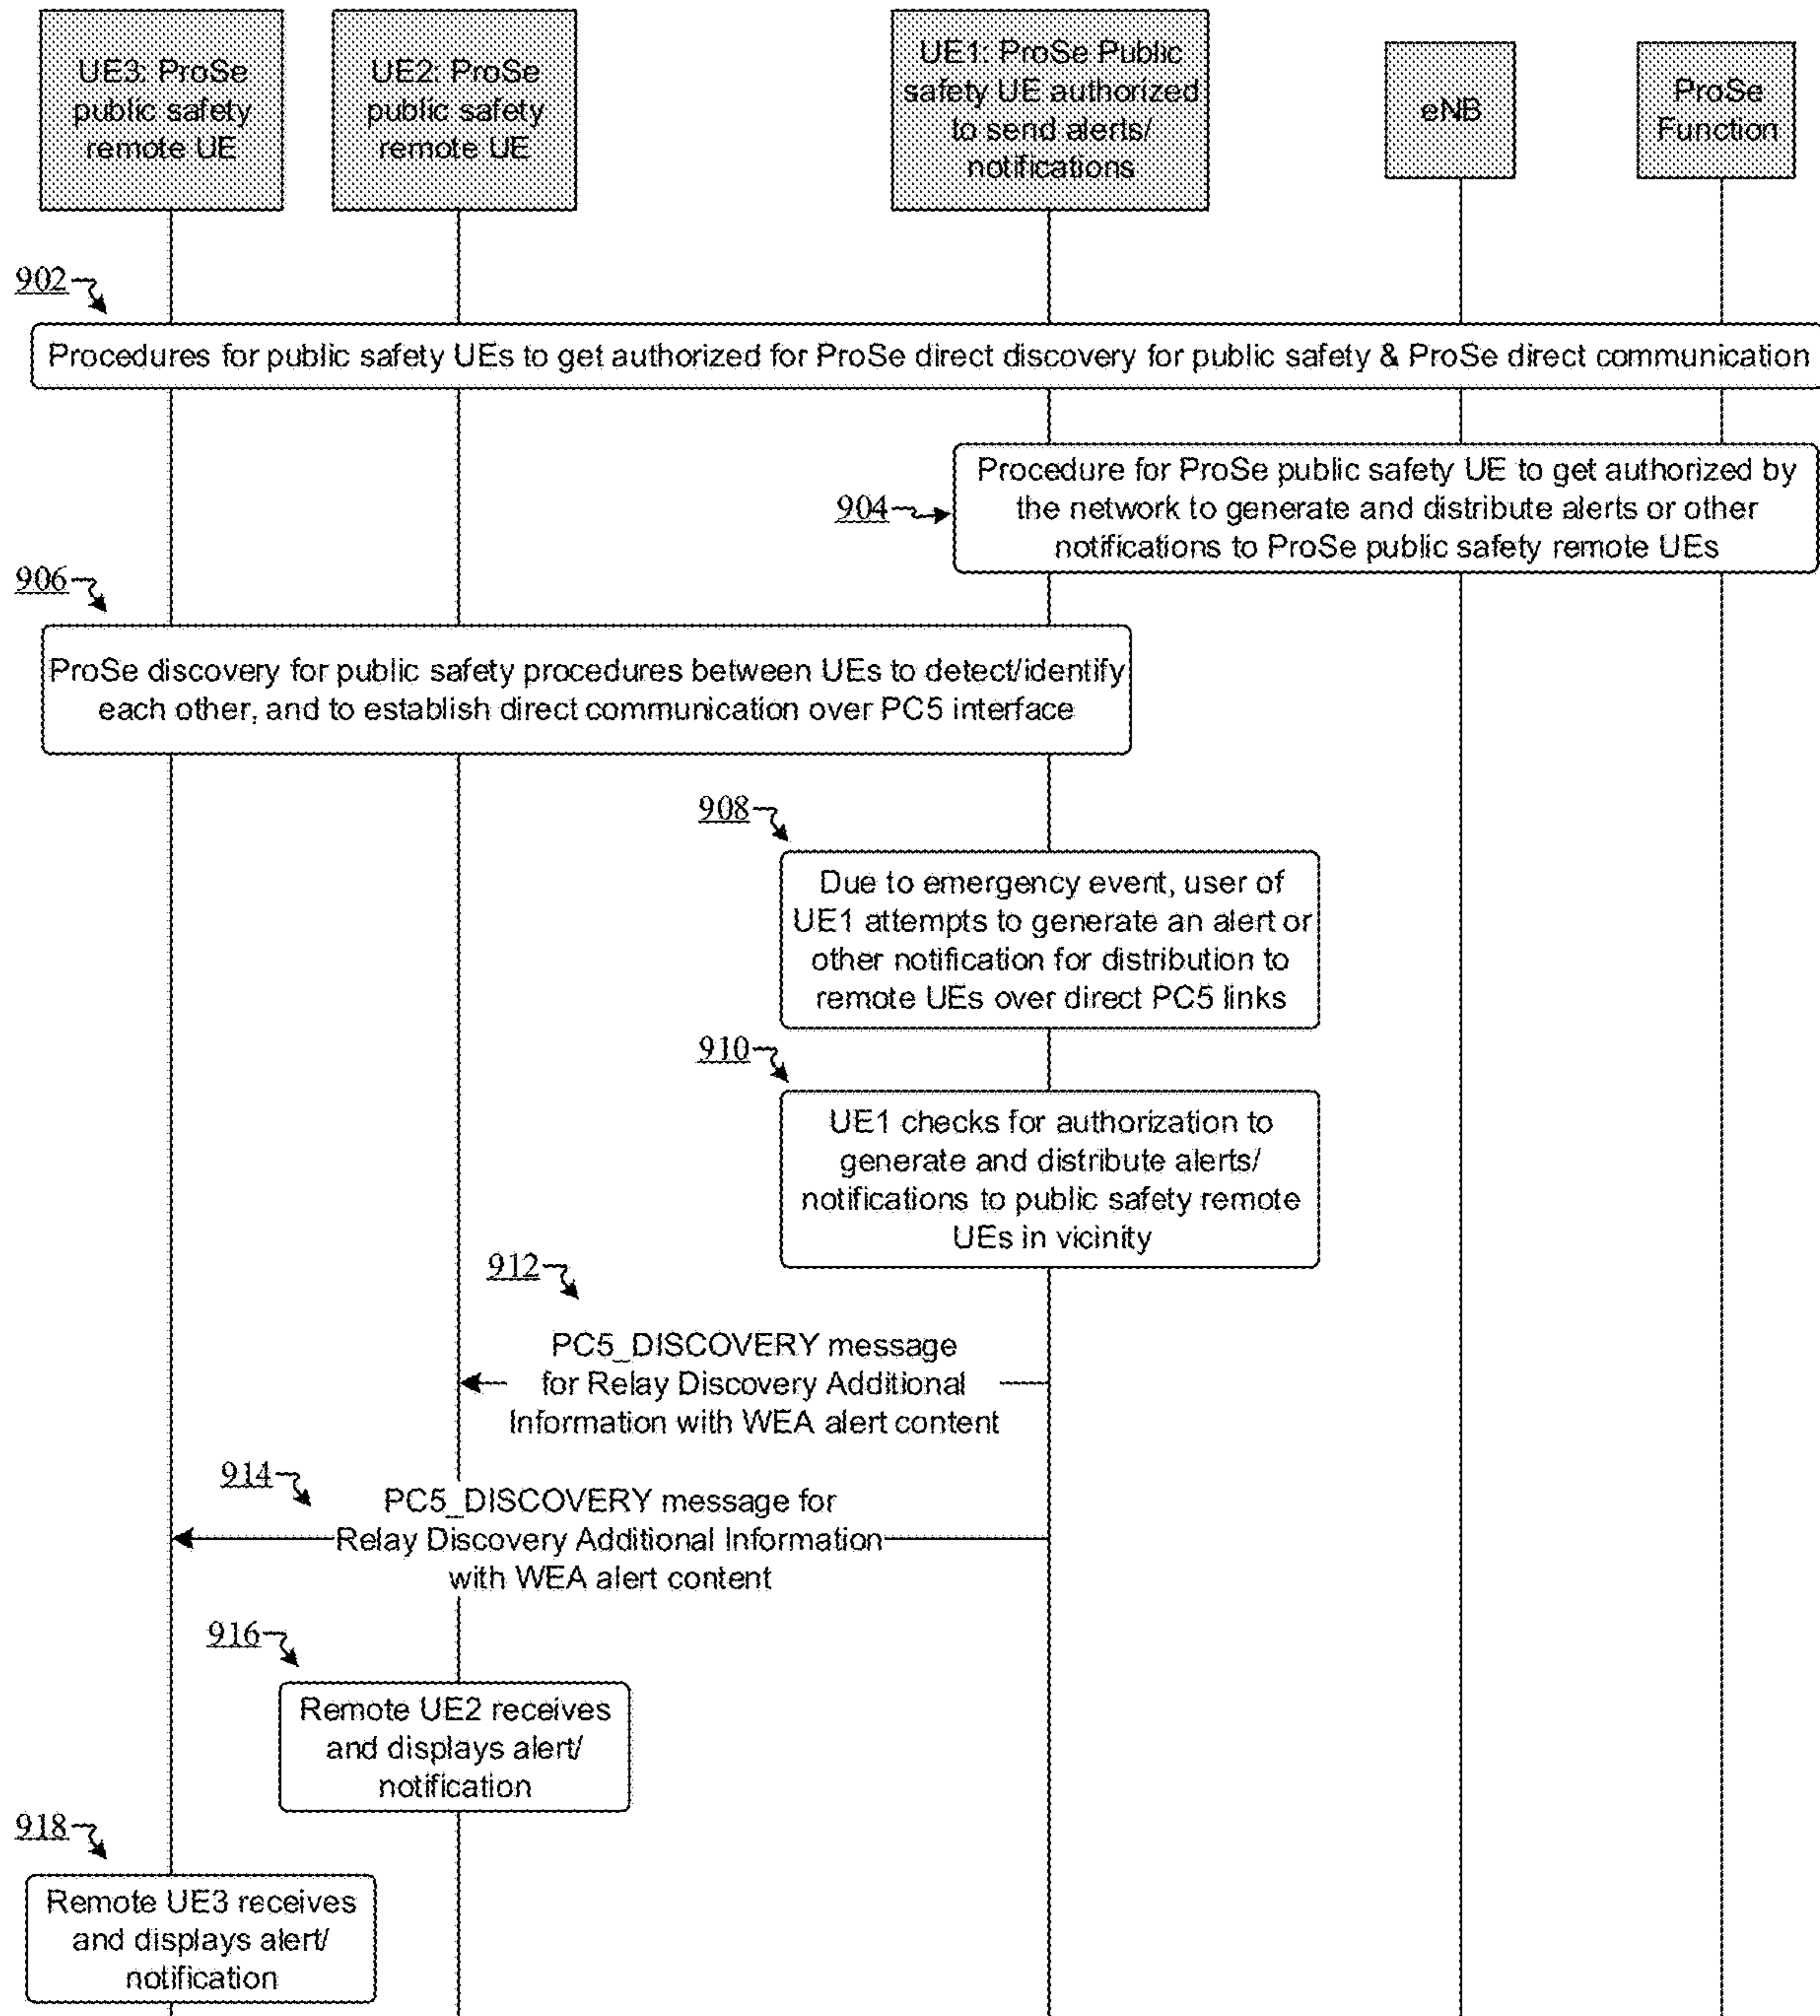 UE3: ProSe
public safety
remote UE
UE2: ProSe
public safety
remote UE
UE1: ProSe Public
safety UE authorized
to send alerts/
notifications
eNB
ProSe
Function
902
Procedures for public safety UEs to get authorized for ProSe direct discovery for public safety & ProSe direct communication
904
Procedure for ProSe public safety UE to get authorized by
the network to generate and distribute alerts or other
notifications to ProSe public safety remote UEs
906
ProSe discovery for public safety procedures between UEs to detect/identify
each other, and to establish direct communication over PC5 interface
908
Due to emergency event, user of
UE1 attempts to generate an alert or
other notification for distribution to
remote UEs over direct PC5 links
910
UE1 checks for authorization to
generate and distribute alerts/
notifications to public safety remote
UEs in vicinity
912
PC5_DISCOVERY message
for Relay Discovery Additional
Information with WEA alert content
914
PC5_DISCOVERY message for
Relay Discovery Additional Information
with WEA alert content
916
Remote UE2 receives
and displays alert/
notification
918
Remote UE3 receives
and displays alert/
notification